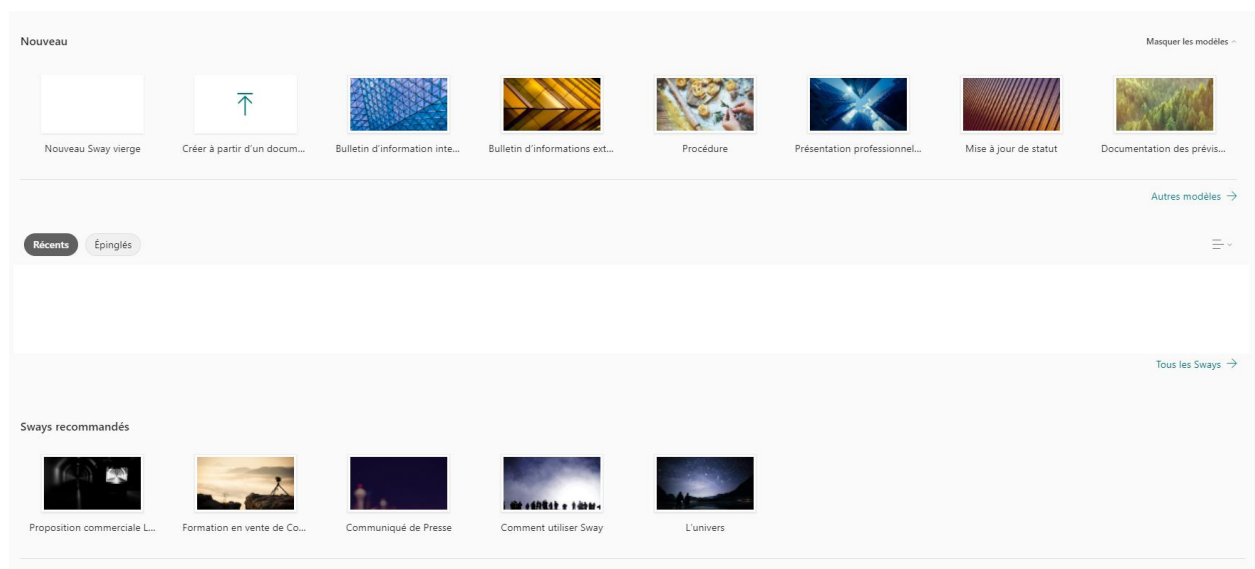 Nouveau
Masquer les modèles
Nouveau Sway vierge
Créer à partir d'un docum...
Bulletin d'information inte...
Bulletin d'informations ext...
Procédure
Présentation professionnel...
Mise à jour de statut
Documentation des prévis...
Autres modèles →
Récents
Épinglés
Tous les Sways →
Sways recommandés
Proposition commerciale L...
Formation en vente de Co...
Communiqué de Presse
Comment utiliser Sway
L'univers